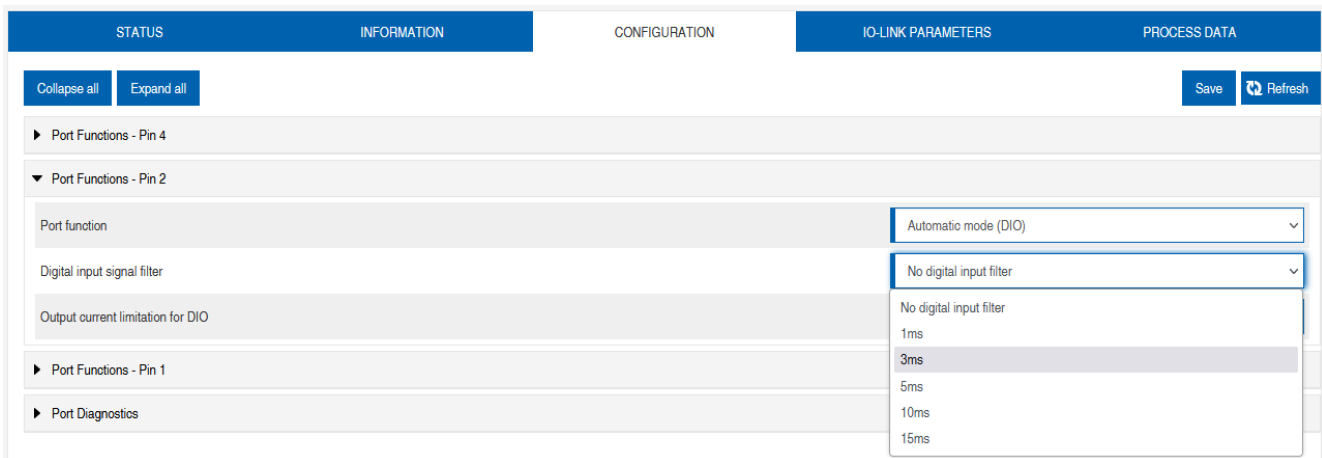 STATUS INFORMATION CONFIGURATION IO-LINK PARAMETERS PROCESS DATA
Collapse all Expand all Save Refresh
Port Functions - Pin 4
Port Functions - Pin 2
Port function Automatic mode (DIO)
Digital input signal filter No digital input filter
Output current limitation for DIO
No digital input filter
1ms
3ms
5ms
10ms
15ms
Port Functions - Pin 1
Port Diagnostics